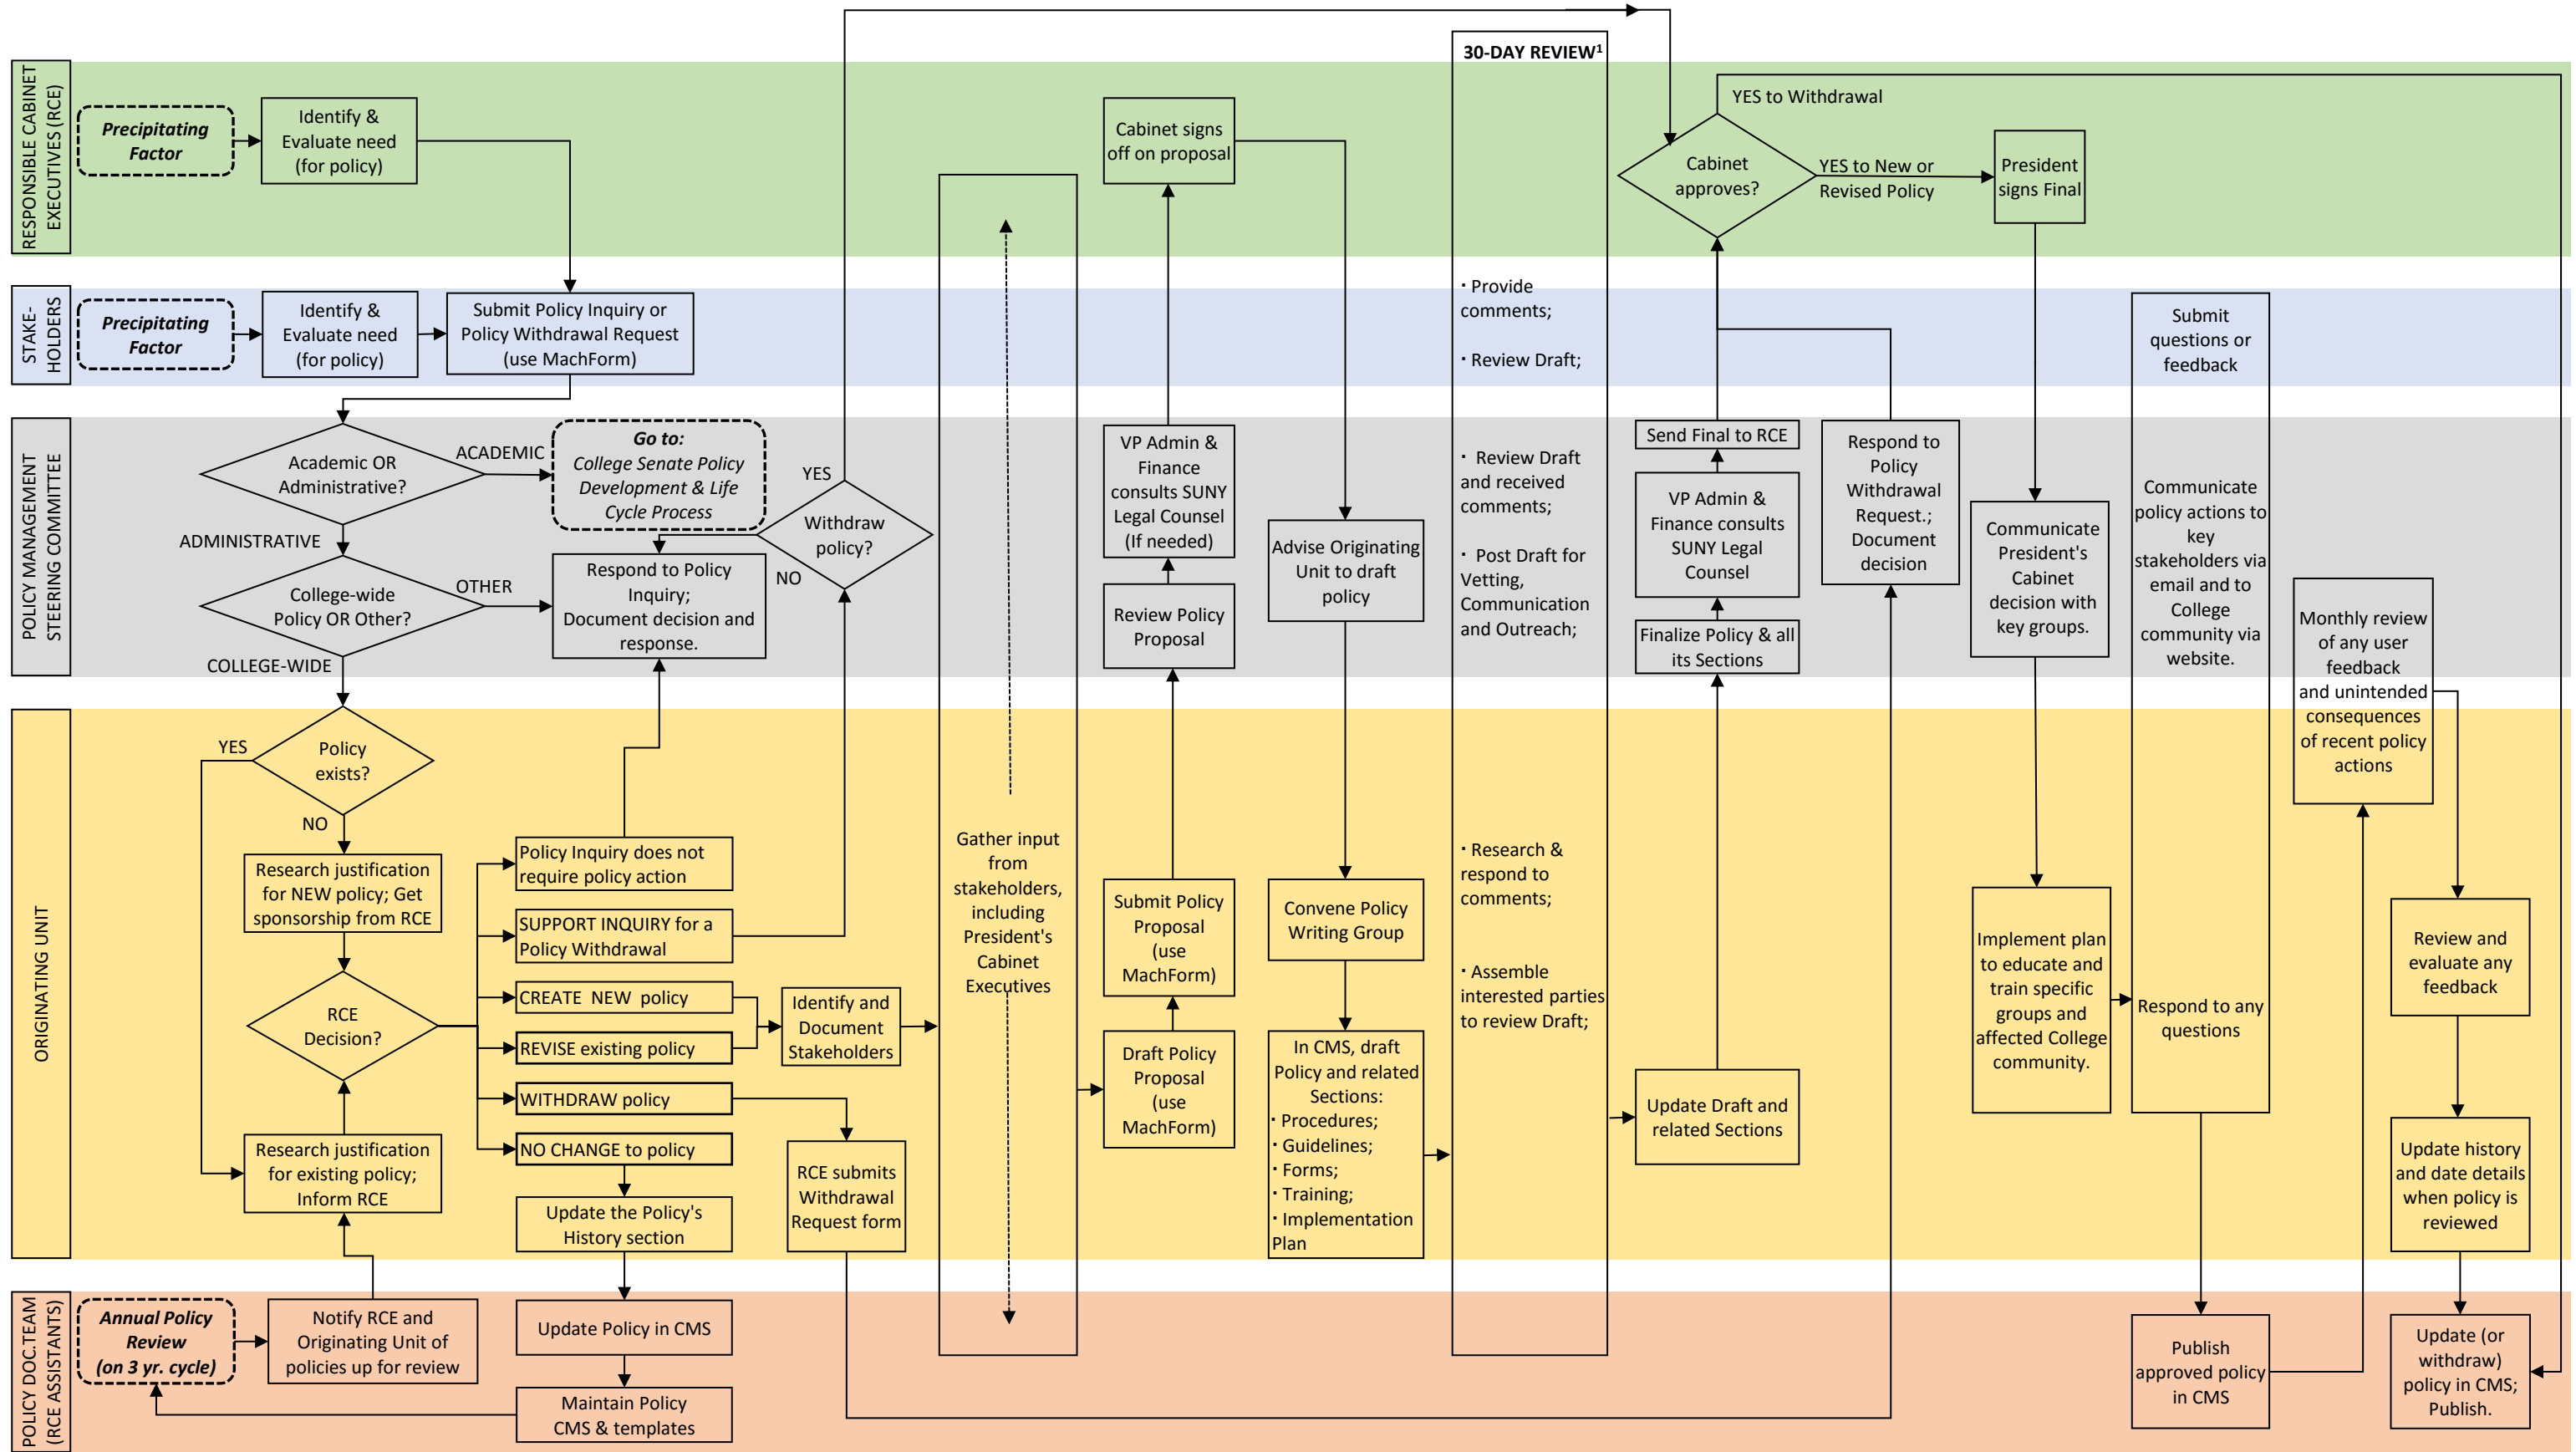 30-DAY REVIEW¹
RESPONSIBLE CABINET
EXECUTIVES (RCE)
Precipitating
Factor
Identify &
Evaluate need
(for policy)
Cabinet signs
off on proposal
YES to Withdrawal
Cabinet
approves?
YES to New or
Revised Policy
President
signs Final
STAKE-
HOLDERS
Precipitating
Factor
Identify &
Evaluate need
(for policy)
Submit Policy Inquiry or
Policy Withdrawal Request
(use MachForm)
· Provide
comments;
· Review Draft;
Submit
questions or
feedback
POLICY MANAGEMENT
STEERING COMMITTEE
Academic OR
Administrative?
ACADEMIC
Go to:
College Senate Policy
Development & Life
Cycle Process
ADMINISTRATIVE
College-wide
Policy OR Other?
OTHER
COLLEGE-WIDE
Respond to Policy
Inquiry;
Document decision and
response.
YES
Withdraw
policy?
NO
VP Admin &
Finance
consults SUNY
Legal Counsel
(If needed)
Review Policy
Proposal
Advise Originating
Unit to draft
policy
· Review Draft
and received
comments;
· Post Draft for
Vetting,
Communication
and Outreach;
Send Final to RCE
VP Admin &
Finance consults
SUNY Legal
Counsel
Finalize Policy & all
its Sections
Respond to
Policy
Withdrawal
Request.;
Document
decision
Communicate
President's
Cabinet
decision with
key groups.
Communicate
policy actions to
key
stakeholders via
email and to
College
community via
website.
Monthly review
of any user
feedback
and unintended
consequences
of recent policy
actions
ORIGINATING UNIT
YES
Policy
exists?
NO
Research justification
for NEW policy; Get
sponsorship from RCE
RCE
Decision?
Research justification
for existing policy;
Inform RCE
Policy Inquiry does not
require policy action
SUPPORT INQUIRY for a
Policy Withdrawal
CREATE NEW policy
REVISE existing policy
WITHDRAW policy
NO CHANGE to policy
Update the Policy's
History section
Identify and
Document
Stakeholders
RCE submits
Withdrawal
Request form
Gather input
from
stakeholders,
including
President's
Cabinet
Executives
Submit Policy
Proposal
(use
MachForm)
Draft Policy
Proposal
(use
MachForm)
Convene Policy
Writing Group
In CMS, draft
Policy and related
Sections:
· Procedures;
· Guidelines;
· Forms;
· Training;
· Implementation
Plan
· Research &
respond to
comments;
· Assemble
interested parties
to review Draft;
Update Draft and
related Sections
Implement plan
to educate and
train specific
groups and
affected College
community.
Respond to any
questions
Review and
evaluate any
feedback
Update history
and date details
when policy is
reviewed
POLICY DOC.TEAM
(RCE ASSISTANTS)
Annual Policy
Review
(on 3 yr. cycle)
Notify RCE and
Originating Unit of
policies up for review
Update Policy in CMS
Maintain Policy
CMS & templates
Publish
approved policy
in CMS
Update (or
withdraw)
policy in CMS;
Publish.